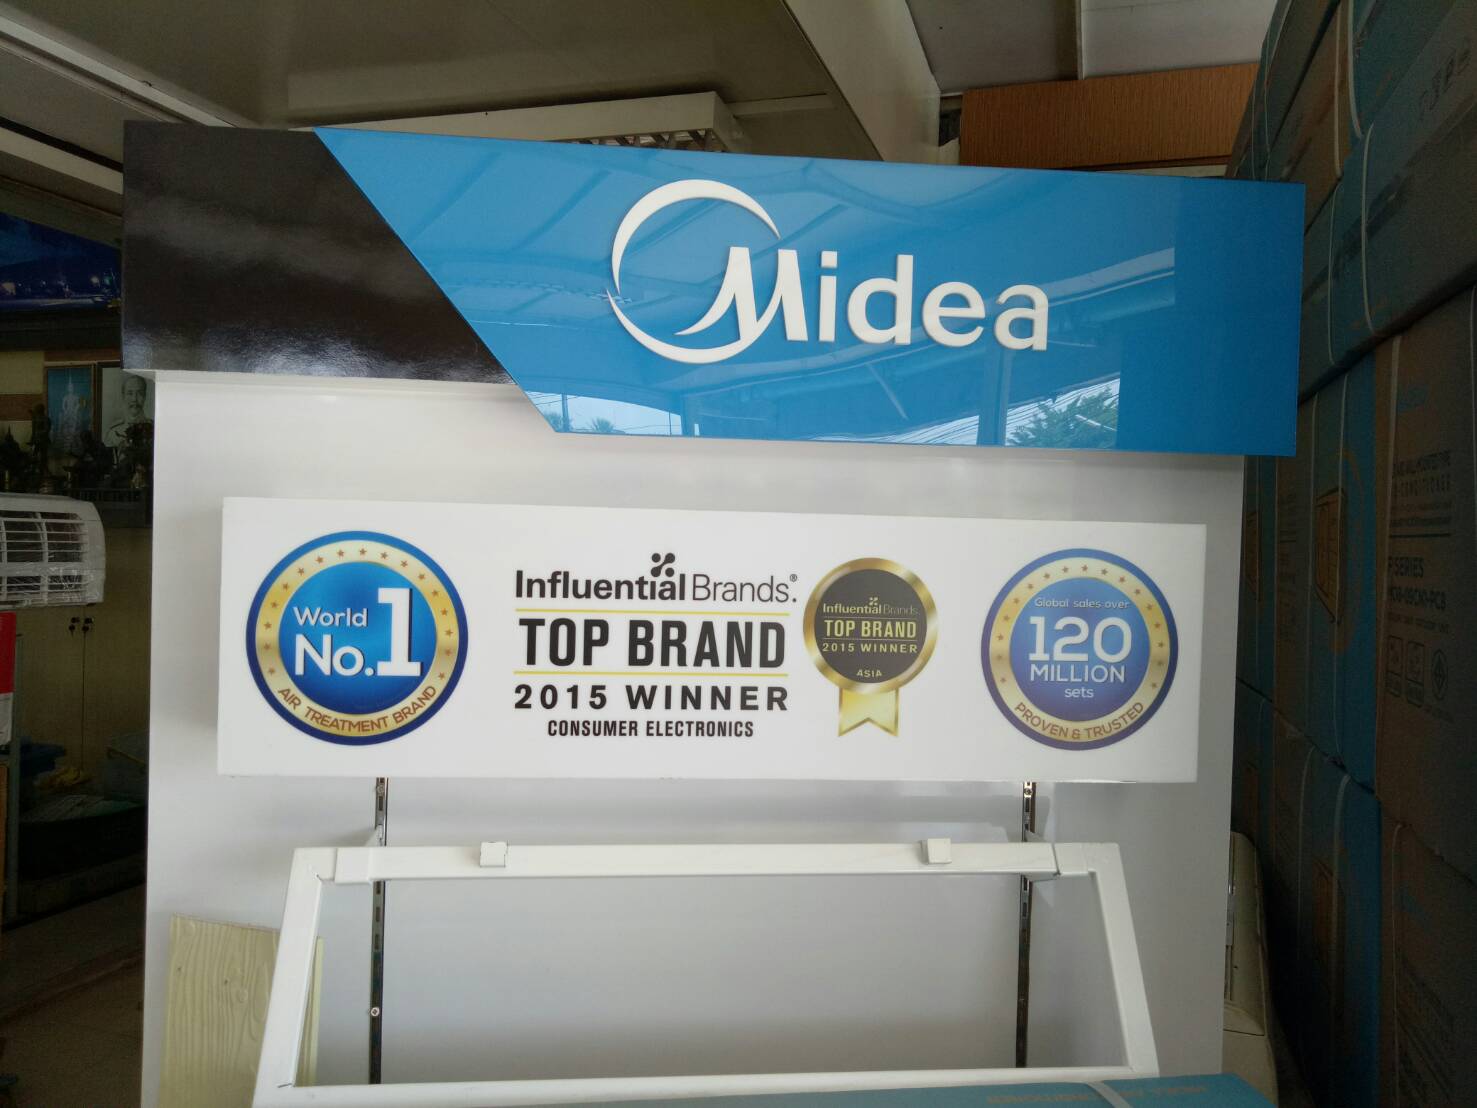 Midea
World
No.1
AIR TREATMENT BRAND
Influential Brands®
TOP BRAND
2015 WINNER
CONSUMER ELECTRONICS
Influential Brands
TOP BRAND
2015 WINNER
ASIA
Global sales over
120
MILLION
sets
PROVEN & TRUSTED
SERIES